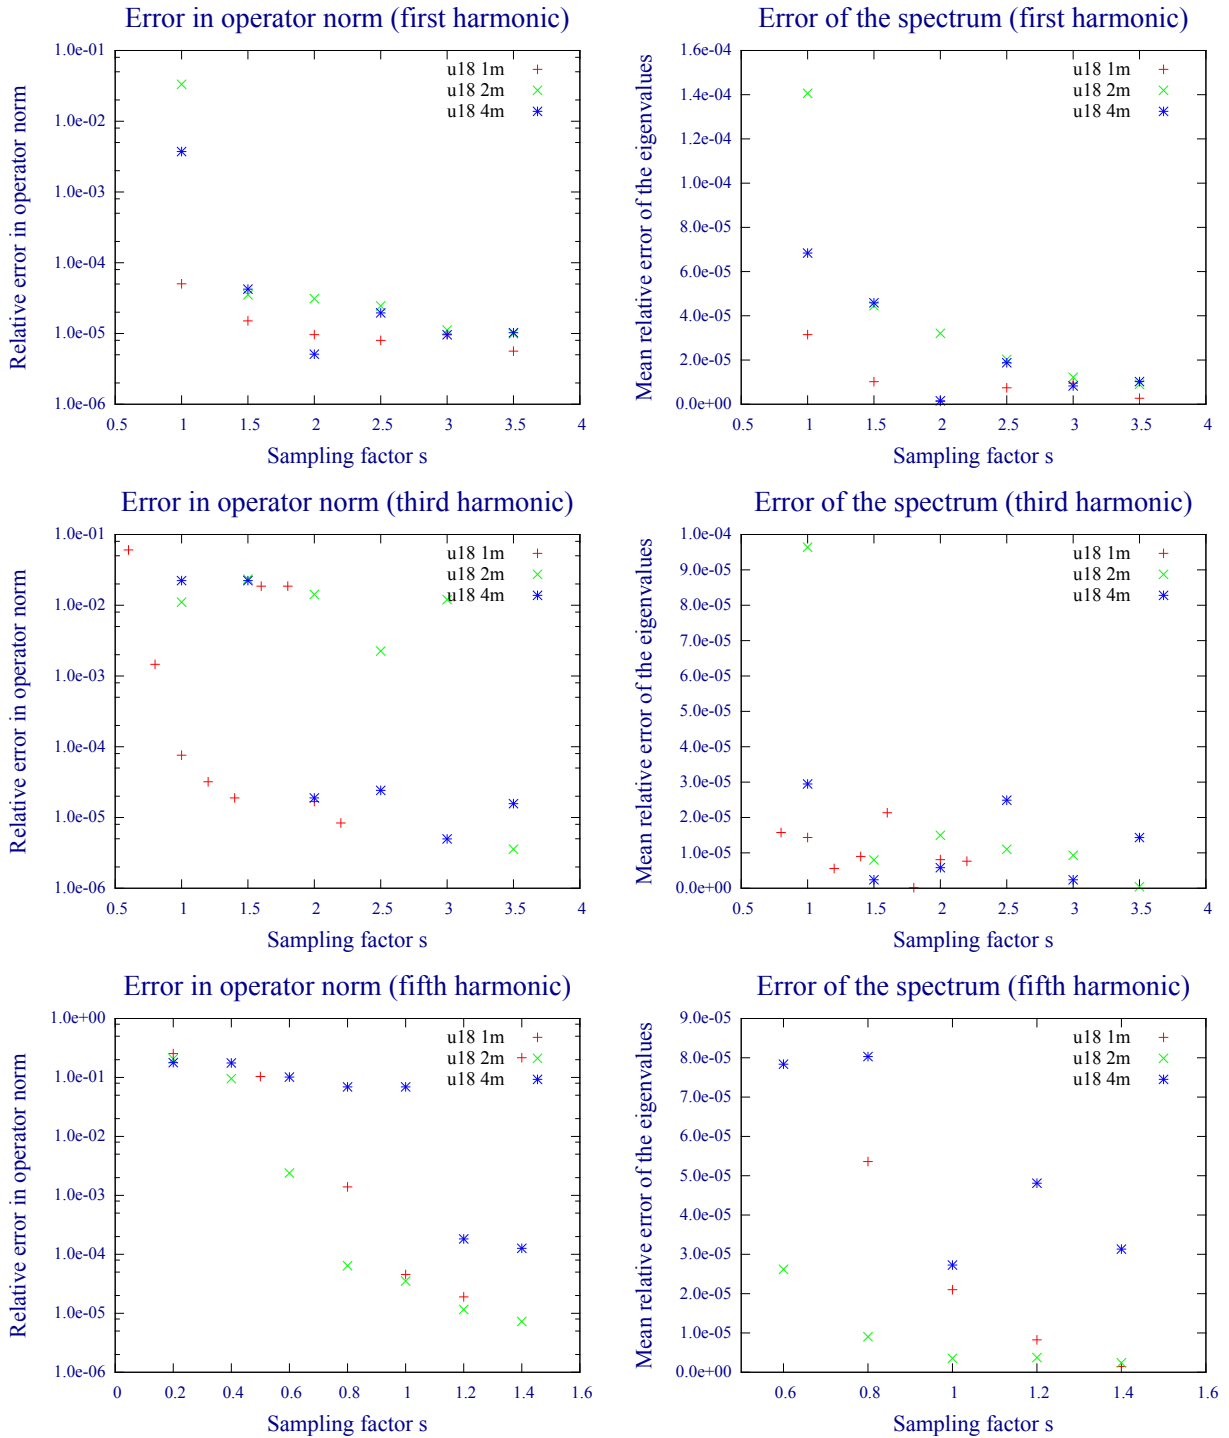 Error in operator norm (first harmonic)
Relative error in operator norm
1.0e-01
1.0e-02
1.0e-03
1.0e-04
1.0e-05
1.0e-06
0.5 1 1.5 2 2.5 3 3.5 4
Sampling factor s
u18 1m
u18 2m
u18 4m
Error of the spectrum (first harmonic)
Mean relative error of the eigenvalues
1.6e-04
1.4e-04
1.2e-04
1.0e-04
8.0e-05
6.0e-05
4.0e-05
2.0e-05
0.0e+00
0.5 1 1.5 2 2.5 3 3.5 4
Sampling factor s
u18 1m
u18 2m
u18 4m
Error in operator norm (third harmonic)
Relative error in operator norm
1.0e-01
1.0e-02
1.0e-03
1.0e-04
1.0e-05
1.0e-06
0.5 1 1.5 2 2.5 3 3.5 4
Sampling factor s
u18 1m
u18 2m
u18 4m
Error of the spectrum (third harmonic)
Mean relative error of the eigenvalues
1.0e-04
9.0e-05
8.0e-05
7.0e-05
6.0e-05
5.0e-05
4.0e-05
3.0e-05
2.0e-05
1.0e-05
0.0e+00
0.5 1 1.5 2 2.5 3 3.5 4
Sampling factor s
u18 1m
u18 2m
u18 4m
Error in operator norm (fifth harmonic)
Relative error in operator norm
1.0e+00
1.0e-01
1.0e-02
1.0e-03
1.0e-04
1.0e-05
1.0e-06
0 0.2 0.4 0.6 0.8 1 1.2 1.4 1.6
Sampling factor s
u18 1m
u18 2m
u18 4m
Error of the spectrum (fifth harmonic)
Mean relative error of the eigenvalues
9.0e-05
8.0e-05
7.0e-05
6.0e-05
5.0e-05
4.0e-05
3.0e-05
2.0e-05
1.0e-05
0.0e+00
0.6 0.8 1 1.2 1.4 1.6
Sampling factor s
u18 1m
u18 2m
u18 4m